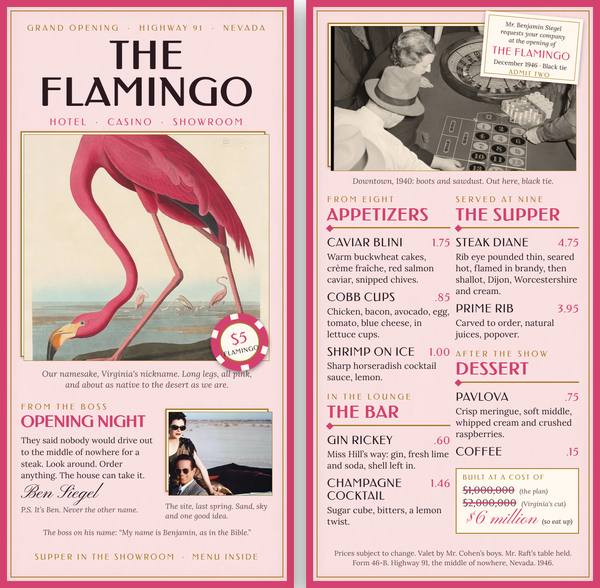 GRAND OPENING · HIGHWAY 91 · NEVADA
THE
FLAMINGO
HOTEL · CASINO · SHOWROOM
$5
FLAMINGO
Our namesake, Virginia's nickname. Long legs, all pink,
and about as native to the desert as we are.
FROM THE BOSS
OPENING NIGHT
They said nobody would drive out
to the middle of nowhere for a
steak. Look around. Order
anything. The house can take it.
Ben Siegel
P.S. It's Ben. Never the other name.
The site, last spring. Sand, sky
and one good idea.
The boss, on home: "My name is Benjamin, as in the Bible."
SUPPER IN THE SHOWROOM · MENU INSIDE
Mr. Benjamin Siegel
requests your company
at the opening of
THE FLAMINGO
December 1946 · Black tie
ADMIT TWO
Downtown, 1940: boots and sawdust. Out here, black tie.
FROM EIGHT
APPETIZERS
CAVIAR BLINI 1.75
Warm buckwheat cakes,
crème fraîche, red salmon
caviar, snipped chives.
COBB CUPS .85
Chicken, bacon, avocado, egg,
tomato, blue cheese, in
lettuce cups.
SHRIMP ON ICE 1.00
Sharp horseradish cocktail
sauce, lemon.
IN THE LOUNGE
THE BAR
GIN RICKEY .60
Miss Hill's way: gin, fresh lime
and soda, shell left in.
CHAMPAGNE
COCKTAIL 1.46
Sugar cube, bitters, a lemon
twist.
SERVED AT NINE
THE SUPPER
STEAK DIANE 4.75
Rib eye pounded thin, seared
hot, flamed in brandy, then
shallot, Dijon, Worcestershire
and cream.
PRIME RIB 3.95
Carved to order, natural
juices, popover.
AFTER THE SHOW
DESSERT
PAVLOVA .75
Crisp meringue, soft middle,
whipped cream and crushed
raspberries.
COFFEE .15
BUILT AT A COST OF
$1,000,000 (the plan)
$2,000,000 (Virginia's cut)
$6 million (so eat up)
Prices subject to change. Valet by Mr. Cohen's boys. Mr. Raft's table held.
Form 46-B. Highway 91, the middle of nowhere, Nevada. 1946.